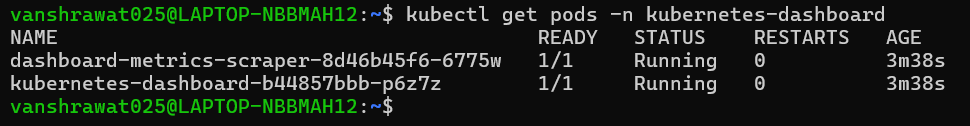 vanshrawat025@LAPTOP-NBBMAH12:~$ kubectl get pods -n kubernetes-dashboard
NAME READY STATUS RESTARTS AGE
dashboard-metrics-scraper-8d46b45f6-6775w 1/1 Running 0 3m38s
kubernetes-dashboard-b44857bbb-p6z7z 1/1 Running 0 3m38s
vanshrawat025@LAPTOP-NBBMAH12:~$